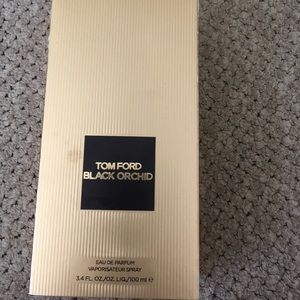 TOM FORD
BLACK ORCHID
EAU DE PARFUM
VAPORISATEUR SPRAY
3.4 FL. OZ./OZ. LIQ./100 ml ℮